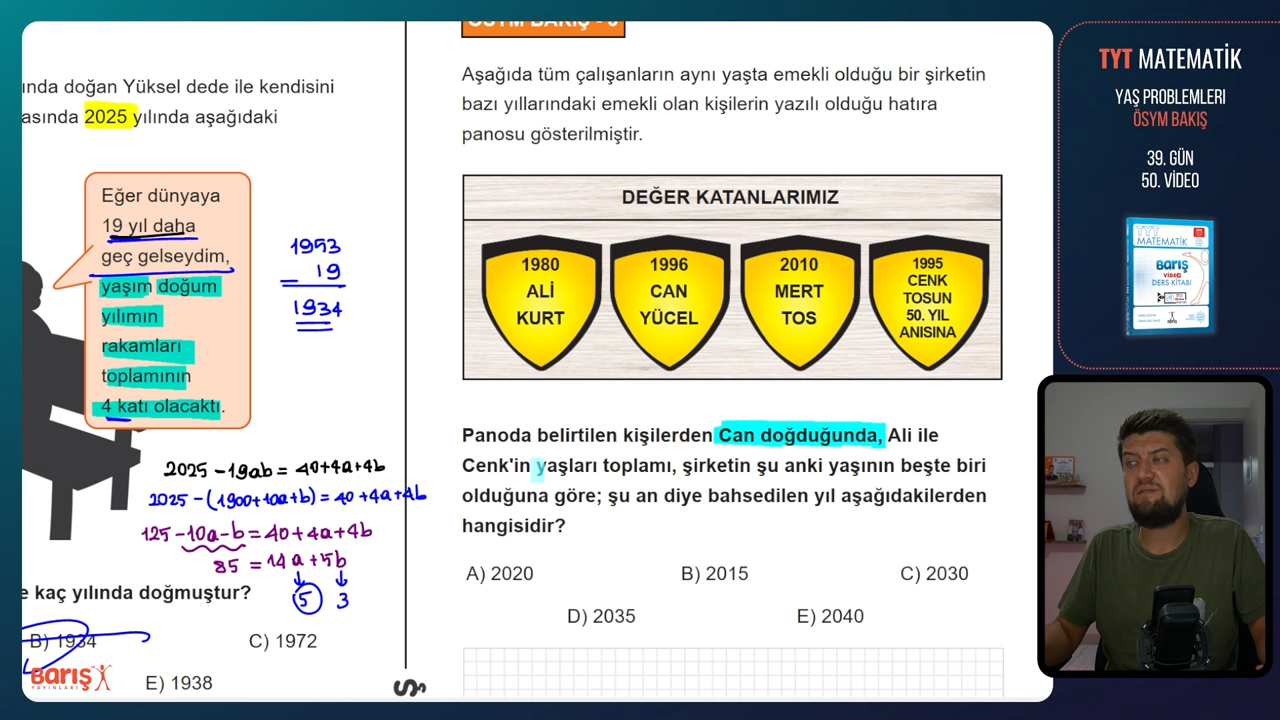 ında doğan Yüksel dede ile kendisini
asında 2025 yılında aşağıdaki
Eğer dünyaya
19 yıl daha
geç gelseydim,
yaşım doğum
yılımın
rakamları
toplamının
4 katı olacaktı.
1953
- 19
1934
2025 - 19ab = 40+4a+4b
2025 - (1900+10a+b) = 40+4a+4b
125 - 10a - b = 40+4a+4b
85 = 14a + 5b
5 3
e kaç yılında doğmuştur?
B) 1934
C) 1972
E) 1938
BARIŞ
YAYINLARI
ÖSYM BAKIŞ -
Aşağıda tüm çalışanların aynı yaşta emekli olduğu bir şirketin
bazı yıllarındaki emekli olan kişilerin yazılı olduğu hatıra
panosu gösterilmiştir.
DEĞER KATANLARIMIZ
1980
ALİ
KURT
1996
CAN
YÜCEL
2010
MERT
TOS
1995
CENK
TOSUN
50. YIL
ANISINA
Panoda belirtilen kişilerden Can doğduğunda, Ali ile
Cenk'in yaşları toplamı, şirketin şu anki yaşının beşte biri
olduğuna göre; şu an diye bahsedilen yıl aşağıdakilerden
hangisidir?
A) 2020 B) 2015 C) 2030
D) 2035 E) 2040
TYT MATEMATİK
YAŞ PROBLEMLERI
ÖSYM BAKIŞ
39. GÜN
50. VİDEO
TYT
MATEMATİK
BARIŞ
VİDEO
DERS KİTABI